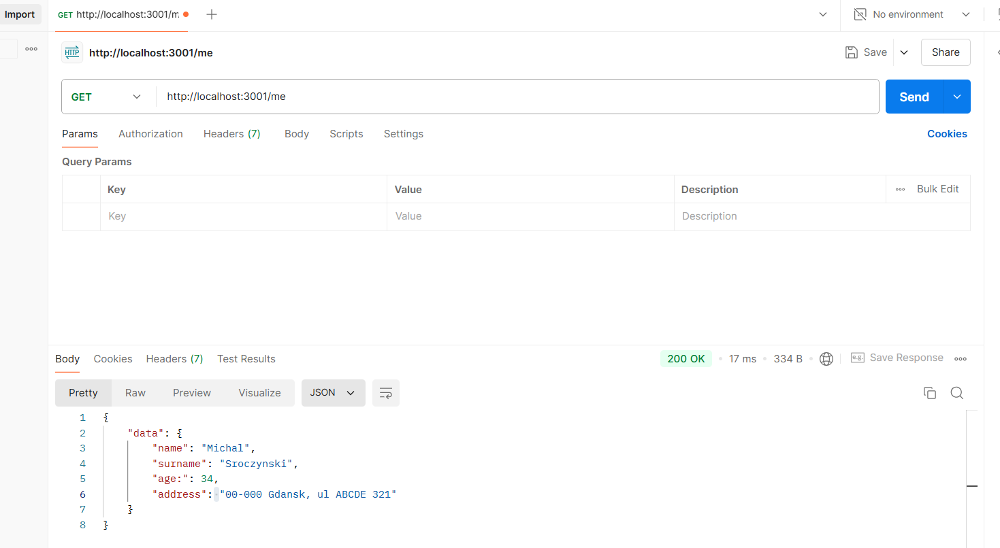 Import
GET http://localhost:3001/m
No environment
HTTP http://localhost:3001/me
Save
Share
GET http://localhost:3001/me
Send
Params Authorization Headers (7) Body Scripts Settings Cookies
Query Params
Key Value Description Bulk Edit
Key Value Description
Body Cookies Headers (7) Test Results 200 OK 17 ms 334 B e.g. Save Response
Pretty Raw Preview Visualize JSON
1 {
2 "data": {
3 "name": "Michal",
4 "surname": "Sroczynski",
5 "age:": 34,
6 "address": "00-000 Gdansk, ul ABCDE 321"
7 }
8 }